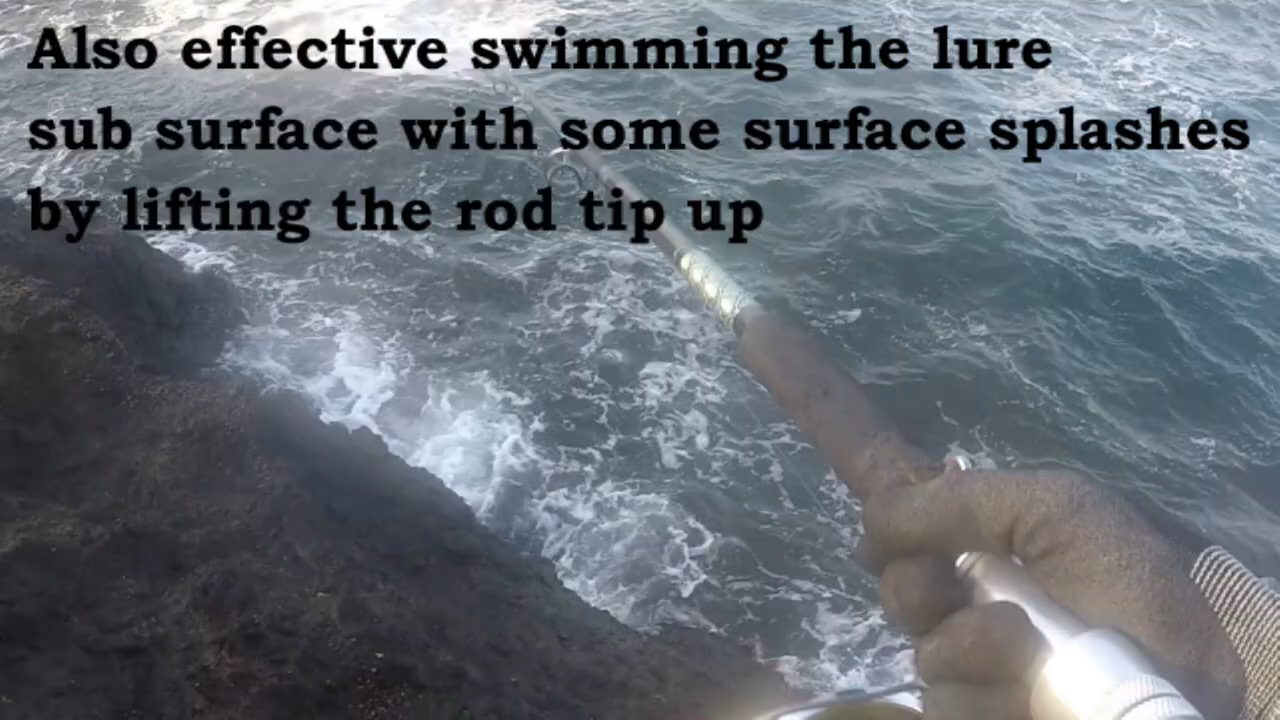 Also effective swimming the lure
sub surface with some surface splashes
by lifting the rod tip up